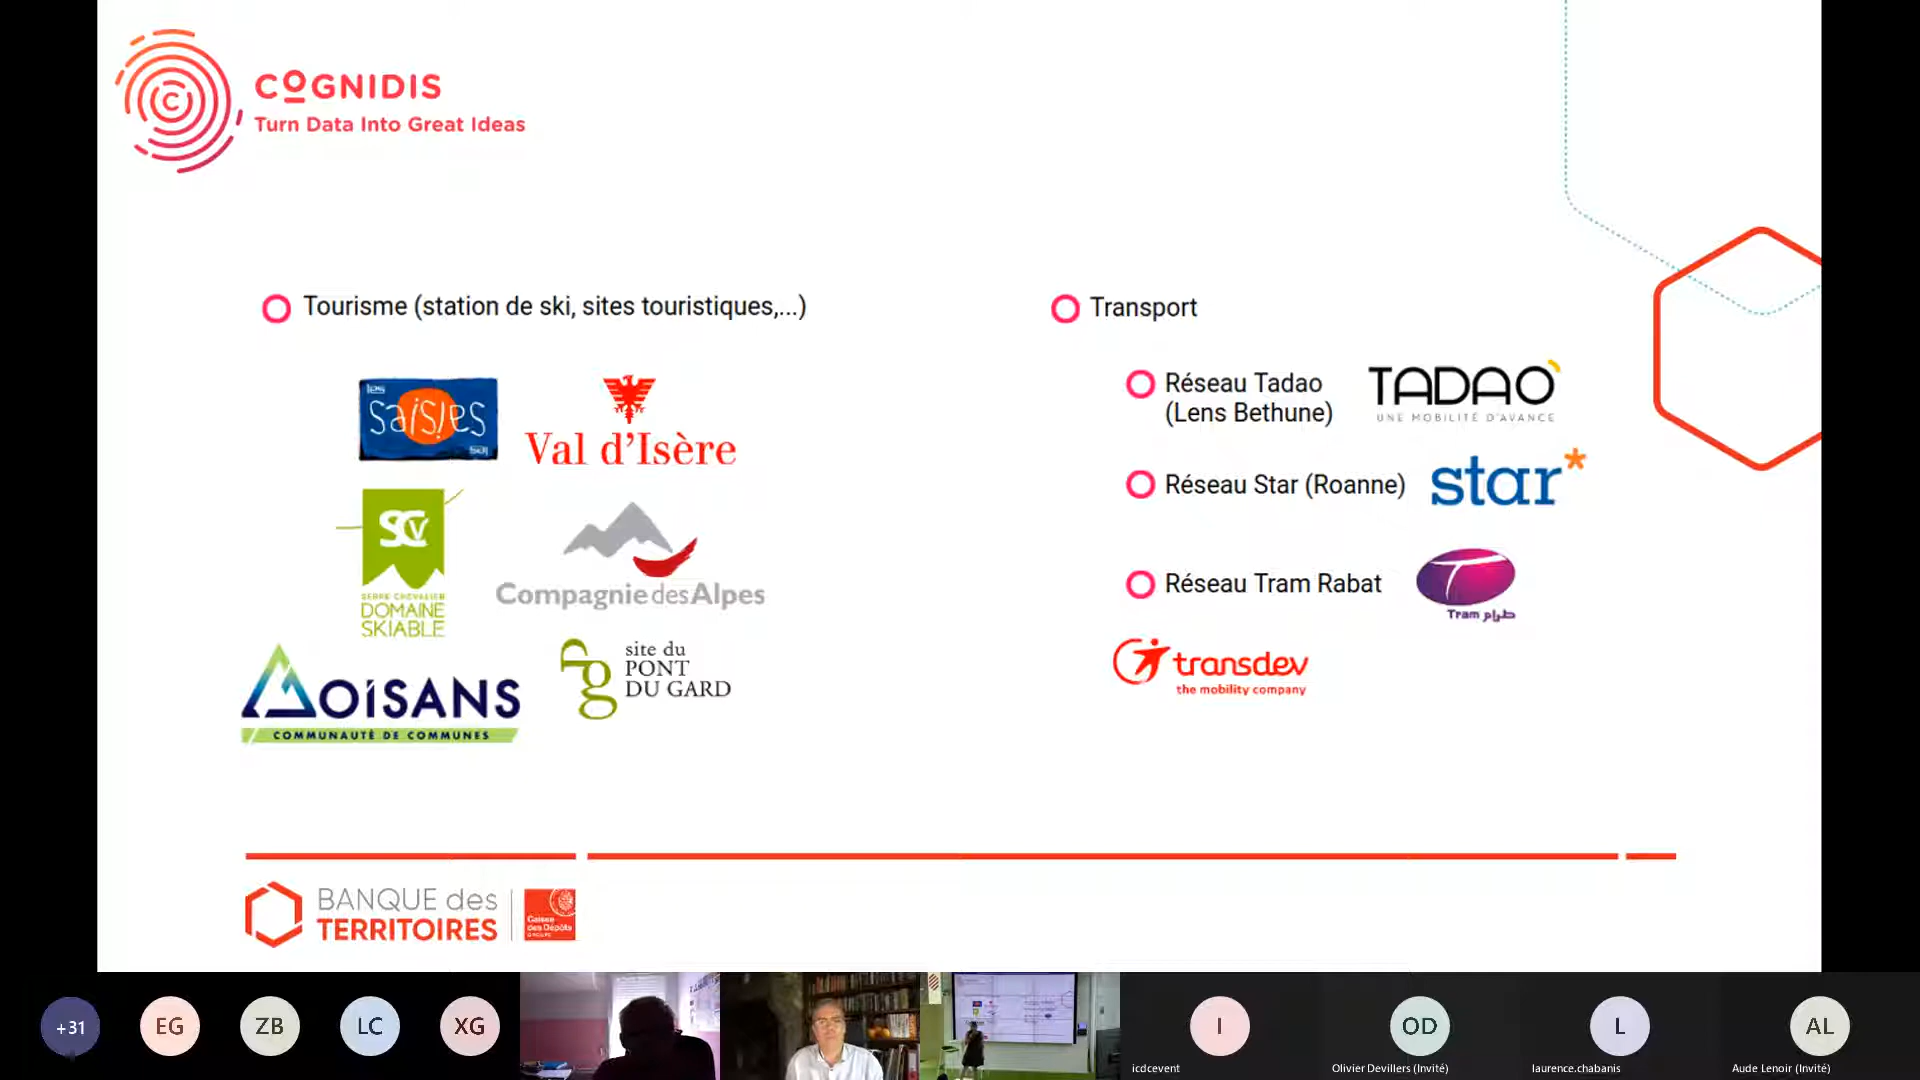 C
COGNIDIS
Turn Data Into Great Ideas
Tourisme (station de ski, sites touristiques,...)
les
saisies
Val d'Isère
SCV
SERRE CHEVALIER
DOMAINE
SKIABLE
Compagnie des Alpes
OISANS
COMMUNAUTÉ DE COMMUNES
site du
PONT
DU GARD
Transport
Réseau Tadao
(Lens Bethune)
TADAO
UNE MOBILITÉ D'AVANCE
Réseau Star (Roanne)
star*
Réseau Tram Rabat
T
Tram طرام
transdev
the mobility company
BANQUE des
TERRITOIRES
Caisse
des Dépôts
GROUPE
+31
EG
ZB
LC
XG
I
icdcevent
OD
Olivier Devillers (Invité)
L
laurence.chabanis
AL
Aude Lenoir (Invité)